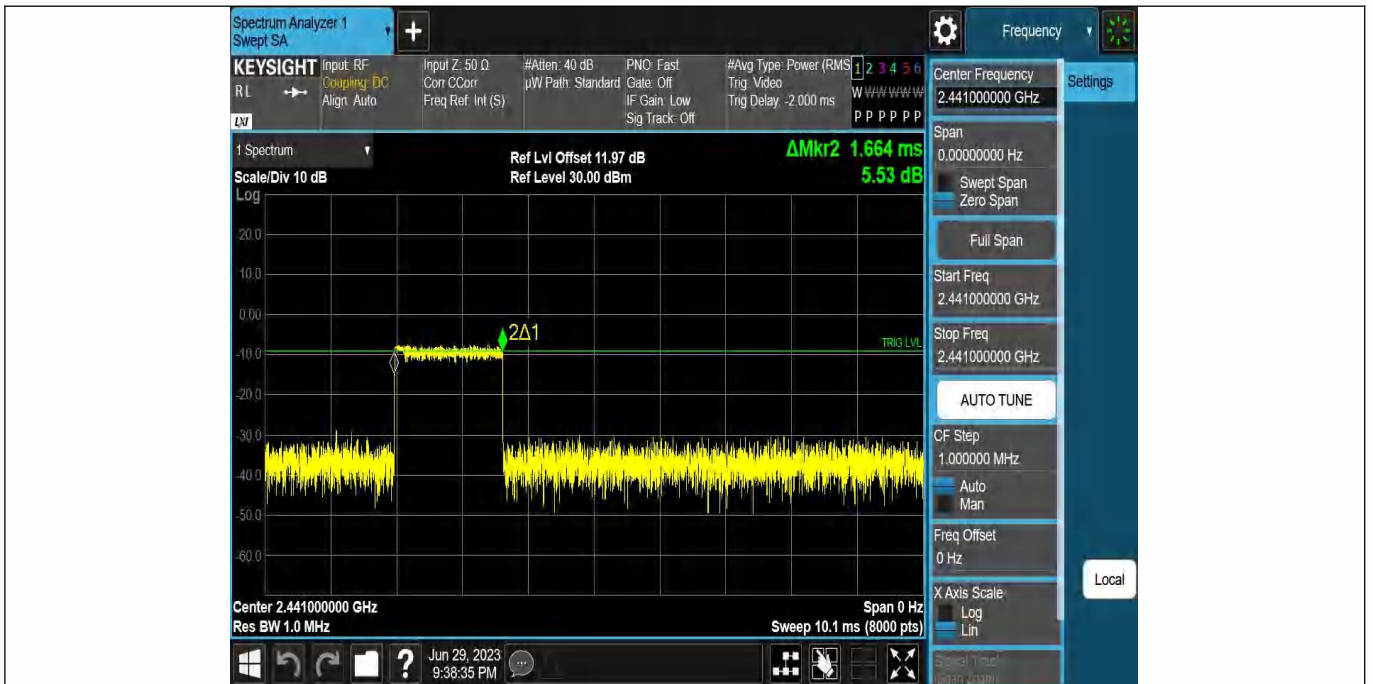 Spectrum Analyzer 1
Swept SA
+
Frequency
KEYSIGHT
RL
LXI
Input: RF
Coupling: DC
Align: Auto
Input Z: 50 Ω
Corr CCorr
Freq Ref: Int (S)
#Atten: 40 dB
µW Path: Standard
PNO: Fast
Gate: Off
IF Gain: Low
Sig Track: Off
#Avg Type: Power (RMS
Trig: Video
Trig Delay: -2.000 ms
1 2 3 4 5 6
W W W W W W
P P P P P P
1 Spectrum
Scale/Div 10 dB
Log
Ref Lvl Offset 11.97 dB
Ref Level 30.00 dBm
ΔMkr2 1.664 ms
5.53 dB
20.0
10.0
0.00
-10.0
-20.0
-30.0
-40.0
-50.0
-60.0
2Δ1
TRIG LVL
Center 2.441000000 GHz
Res BW 1.0 MHz
Span 0 Hz
Sweep 10.1 ms (8000 pts)
Center Frequency
2.441000000 GHz
Settings
Span
0.00000000 Hz
Swept Span
Zero Span
Full Span
Start Freq
2.441000000 GHz
Stop Freq
2.441000000 GHz
AUTO TUNE
CF Step
1.000000 MHz
Auto
Man
Freq Offset
0 Hz
X Axis Scale
Log
Lin
Local
Signal Track
(Span Zoom)
?
Jun 29, 2023
9:38:35 PM